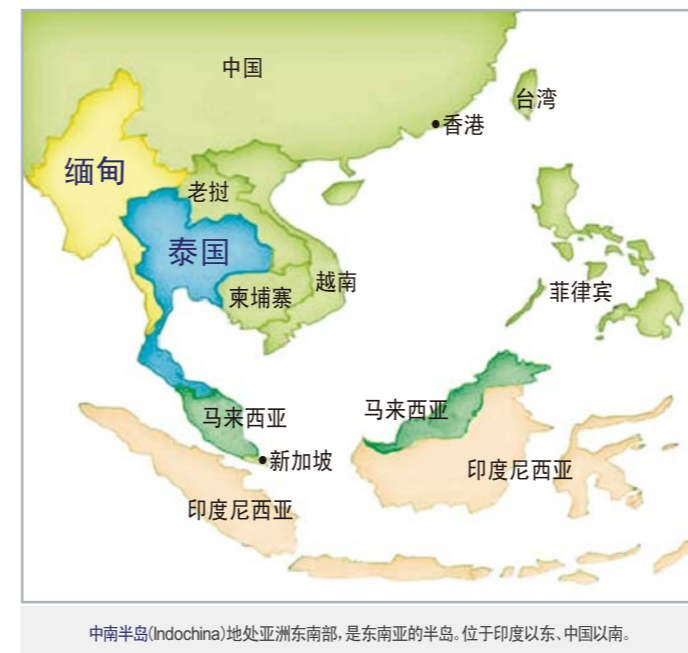 中国
台湾
香港
缅甸
老挝
泰国
越南
柬埔寨
菲律宾
马来西亚
马来西亚
新加坡
印度尼西亚
印度尼西亚
中南半岛(Indochina)地处亚洲东南部,是东南亚的半岛。位于印度以东、中国以南。